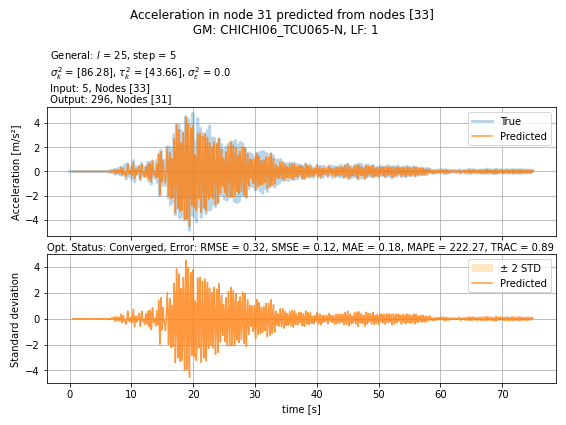 Acceleration in node 31 predicted from nodes [33]
GM: CHICHI06_TCU065-N, LF: 1
General: l = 25, step = 5
σ²ₖ = [86.28], τ²ₖ = [43.66], σ²ε = 0.0
Input: 5, Nodes [33]
Output: 296, Nodes [31]
Acceleration [m/s²]
4
2
0
−2
−4
True
Predicted
Opt. Status: Converged, Error: RMSE = 0.32, SMSE = 0.12, MAE = 0.18, MAPE = 222.27, TRAC = 0.89
Standard deviation
4
2
0
−2
−4
± 2 STD
Predicted
0 10 20 30 40 50 60 70
time [s]